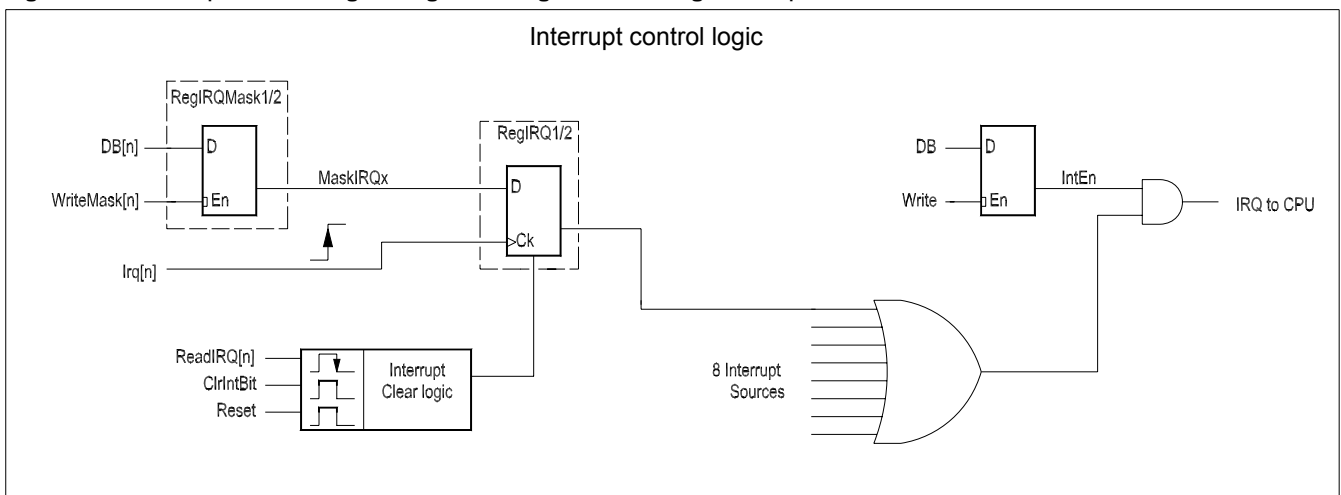 Interrupt control logic
RegIRQMask1/2
DB[n]
D
WriteMask[n]
En
MaskIRQx
RegIRQ1/2
D
Ck
Irq[n]
ReadIRQ[n]
ClrIntBit
Reset
Interrupt
Clear logic
8 Interrupt
Sources
DB
D
Write
En
IntEn
IRQ to CPU